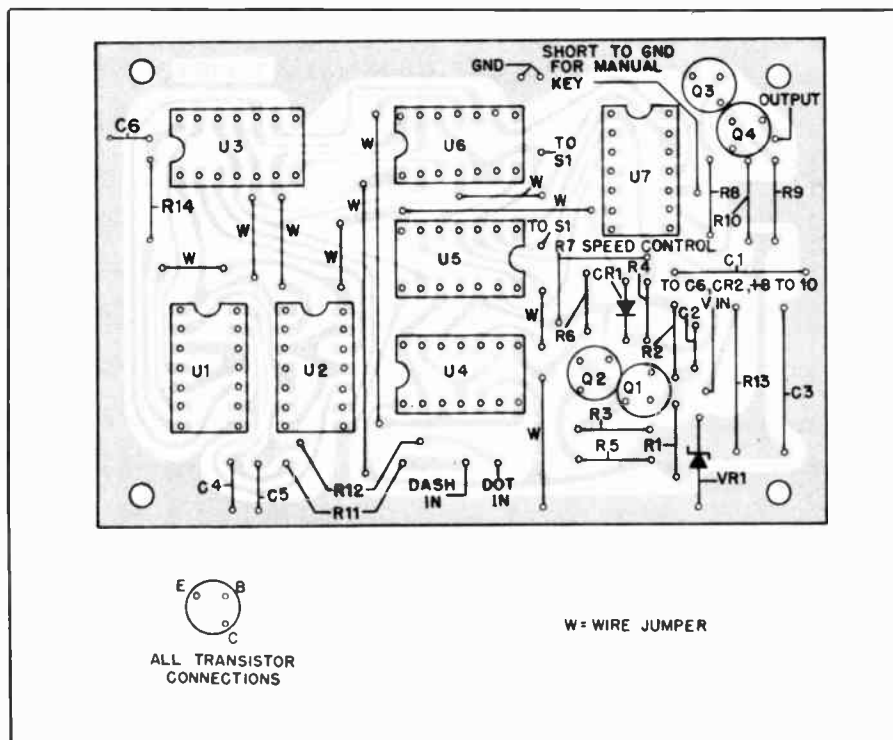 SHORT TO GND
GND FOR MANUAL
KEY
Q3
OUTPUT
C6
U3
U6
W
TO
S1
U7
Q4
R14
R8
R10
R9
W
W
W
W
W
W
TO S1
U5
R7 SPEED CONTROL
C1
CR1
R4
TO C6, CR2, +8 TO 10
V IN
R6
W
R2
C2
U1
U2
U4
Q2
Q1
R13
C3
W
R3
R5
R1
C4
C5
R12
R11
DASH
IN
DOT
IN
VR1
E
B
C
ALL TRANSISTOR
CONNECTIONS
W = WIRE JUMPER